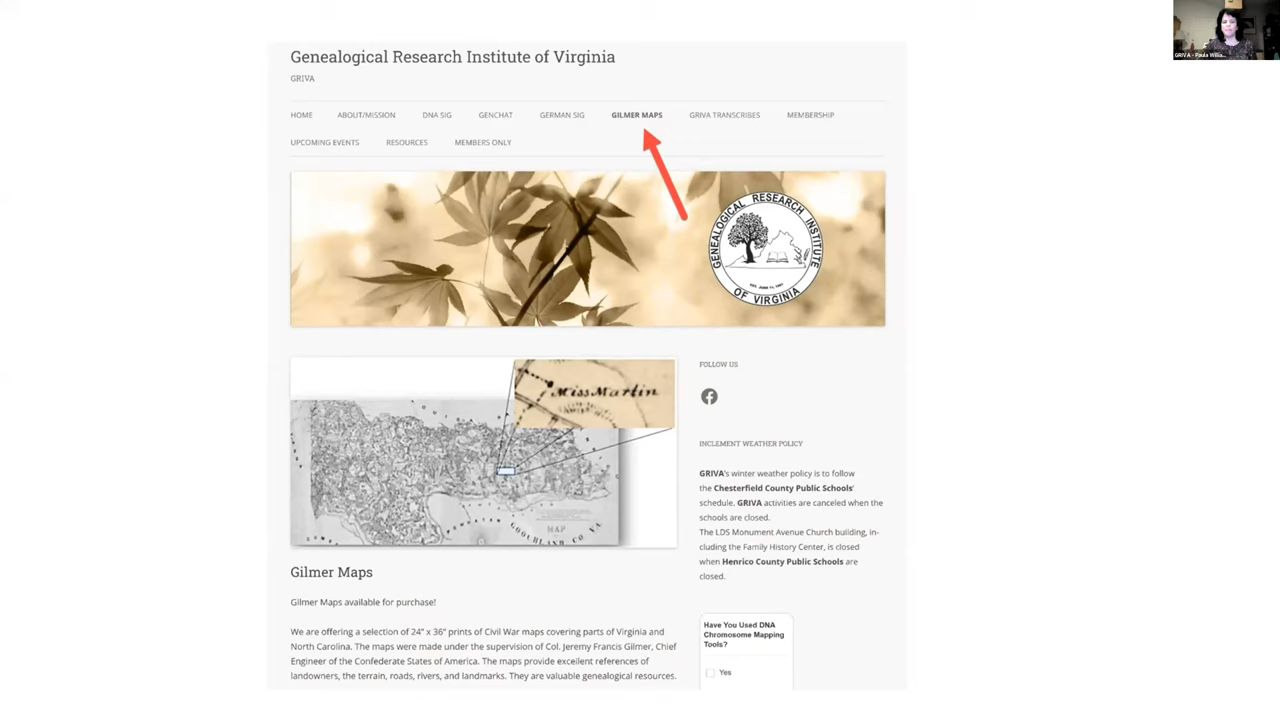 GRIVA - Paula Willia...
Genealogical Research Institute of Virginia
GRIVA
HOME ABOUT/MISSION DNA SIG GENCHAT GERMAN SIG GILMER MAPS GRIVA TRANSCRIBES MEMBERSHIP
UPCOMING EVENTS RESOURCES MEMBERS ONLY
GENEALOGICAL RESEARCH INSTITUTE
OF VIRGINIA
Miss Martin
MAP
GOOCHLAND CO. VA.
FOLLOW US
INCLEMENT WEATHER POLICY
GRIVA's winter weather policy is to follow
the Chesterfield County Public Schools'
schedule. GRIVA activities are canceled when the
schools are closed.
The LDS Monument Avenue Church building, in-
cluding the Family History Center, is closed
when Henrico County Public Schools are
closed.
Gilmer Maps
Gilmer Maps available for purchase!
We are offering a selection of 24" x 36" prints of Civil War maps covering parts of Virginia and
North Carolina. The maps were made under the supervision of Col. Jeremy Francis Gilmer, Chief
Engineer of the Confederate States of America. The maps provide excellent references of
landowners, the terrain, roads, rivers, and landmarks. They are valuable genealogical resources.
Have You Used DNA
Chromosome Mapping
Tools?
Yes